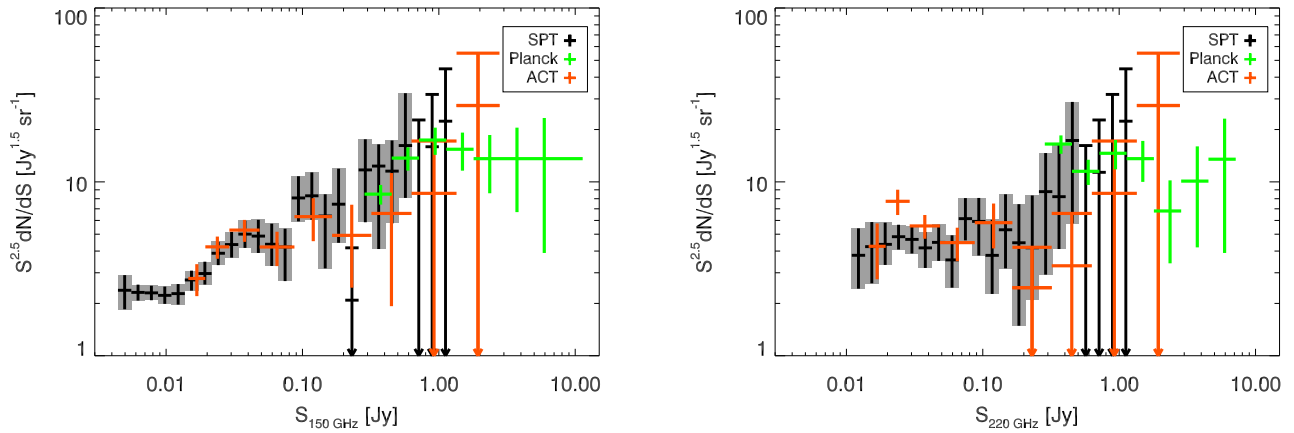 100
10
1
S^2.5 dN/dS [Jy^1.5 sr^-1]
SPT
Planck
ACT
0.01
0.10
1.00
10.00
S_150 GHz [Jy]
100
10
1
S^2.5 dN/dS [Jy^1.5 sr^-1]
SPT
Planck
ACT
0.01
0.10
1.00
10.00
S_220 GHz [Jy]